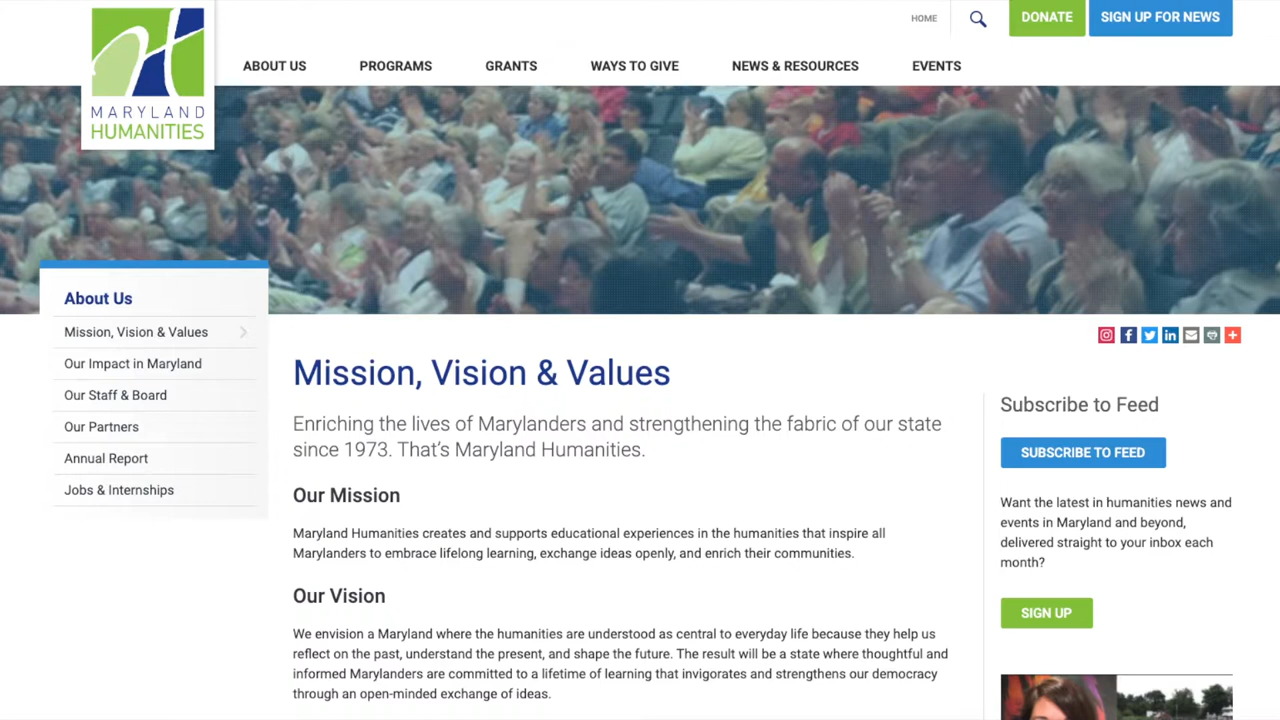 HOME
DONATE
SIGN UP FOR NEWS
MARYLAND
HUMANITIES
ABOUT US
PROGRAMS
GRANTS
WAYS TO GIVE
NEWS & RESOURCES
EVENTS
About Us
Mission, Vision & Values
Our Impact in Maryland
Our Staff & Board
Our Partners
Annual Report
Jobs & Internships
Mission, Vision & Values
Enriching the lives of Marylanders and strengthening the fabric of our state
since 1973. That’s Maryland Humanities.
Our Mission
Maryland Humanities creates and supports educational experiences in the humanities that inspire all
Marylanders to embrace lifelong learning, exchange ideas openly, and enrich their communities.
Our Vision
We envision a Maryland where the humanities are understood as central to everyday life because they help us
reflect on the past, understand the present, and shape the future. The result will be a state where thoughtful and
informed Marylanders are committed to a lifetime of learning that invigorates and strengthens our democracy
through an open-minded exchange of ideas.
Subscribe to Feed
SUBSCRIBE TO FEED
Want the latest in humanities news and
events in Maryland and beyond,
delivered straight to your inbox each
month?
SIGN UP